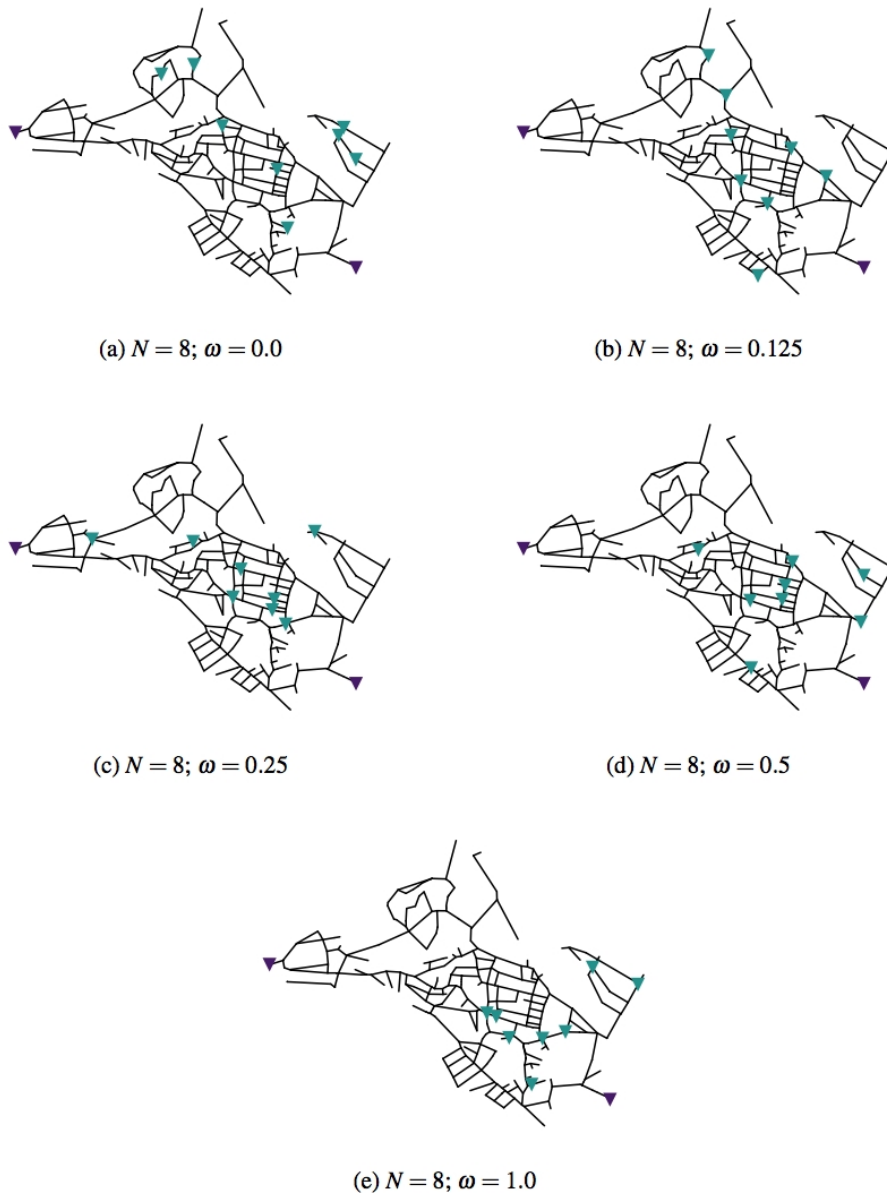 (a) N = 8; ω = 0.0
(b) N = 8; ω = 0.125
(c) N = 8; ω = 0.25
(d) N = 8; ω = 0.5
(e) N = 8; ω = 1.0